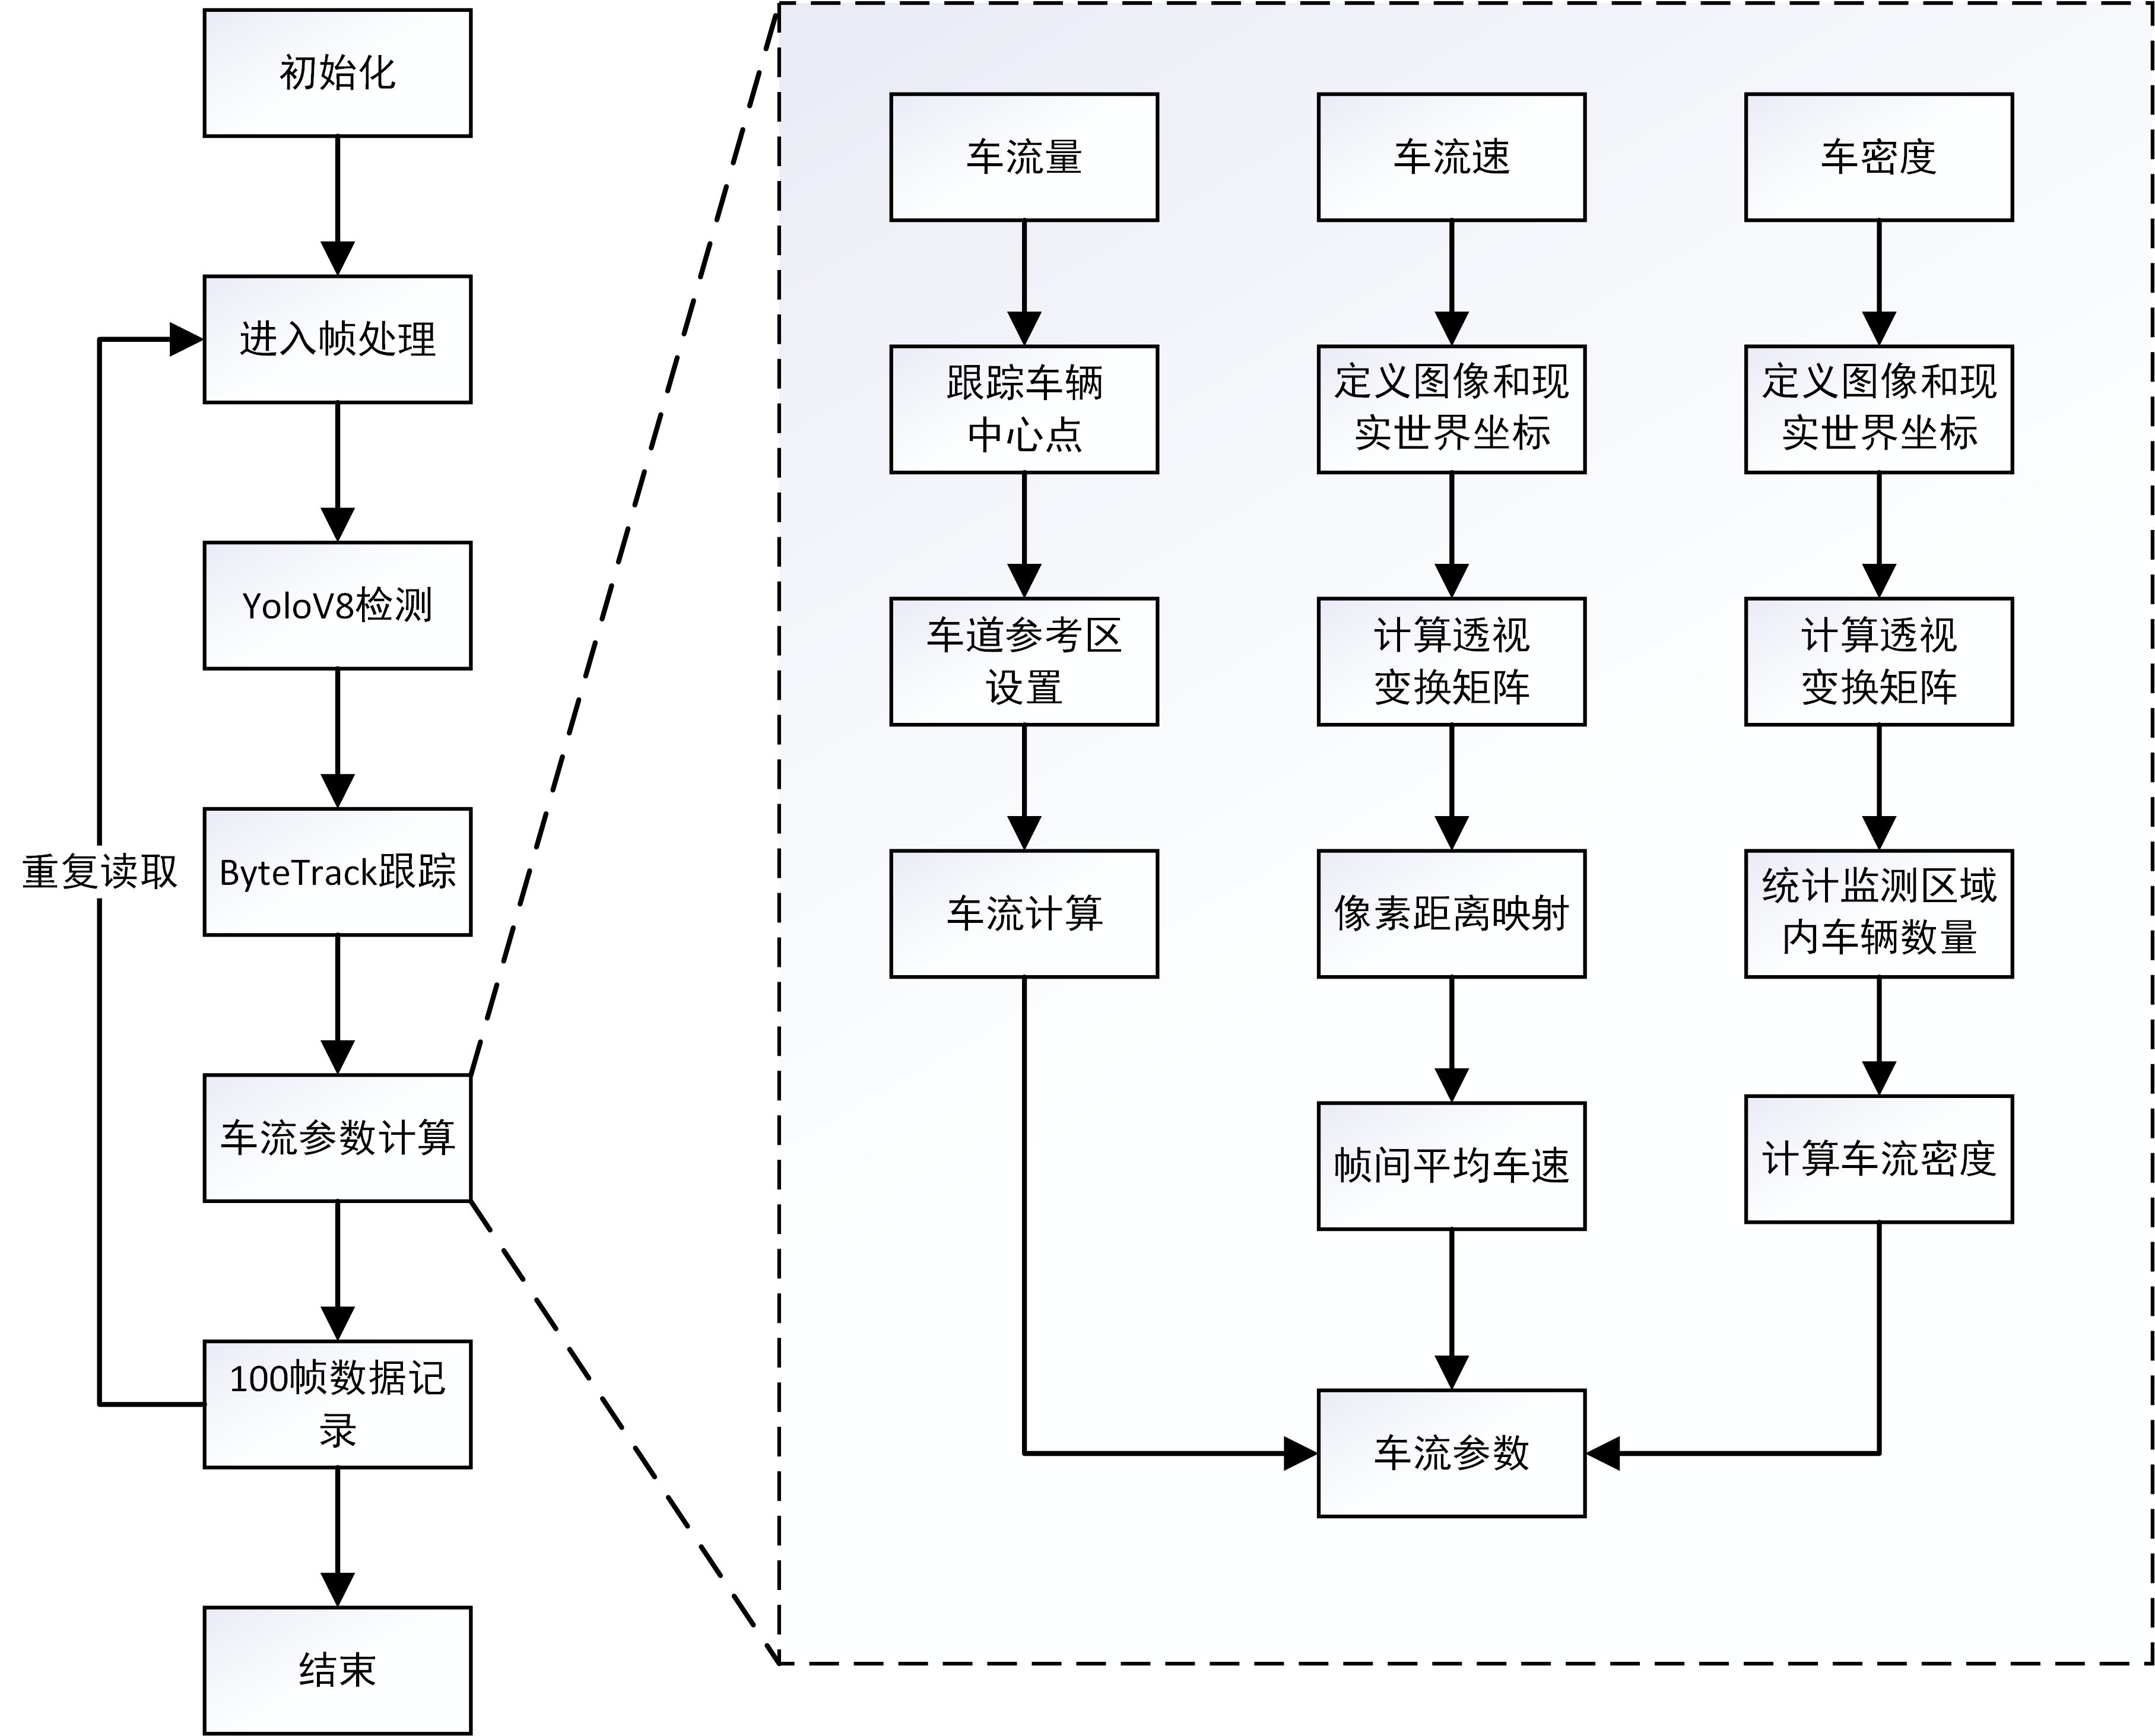 初始化
进入帧处理
YoloV8检测
ByteTrack跟踪
重复读取
车流参数计算
100帧数据记
录
结束
车流量
跟踪车辆
中心点
车道参考区
设置
车流计算
车流速
定义图像和现
实世界坐标
计算透视
变换矩阵
像素距离映射
帧间平均车速
车密度
定义图像和现
实世界坐标
计算透视
变换矩阵
统计监测区域
内车辆数量
计算车流密度
车流参数